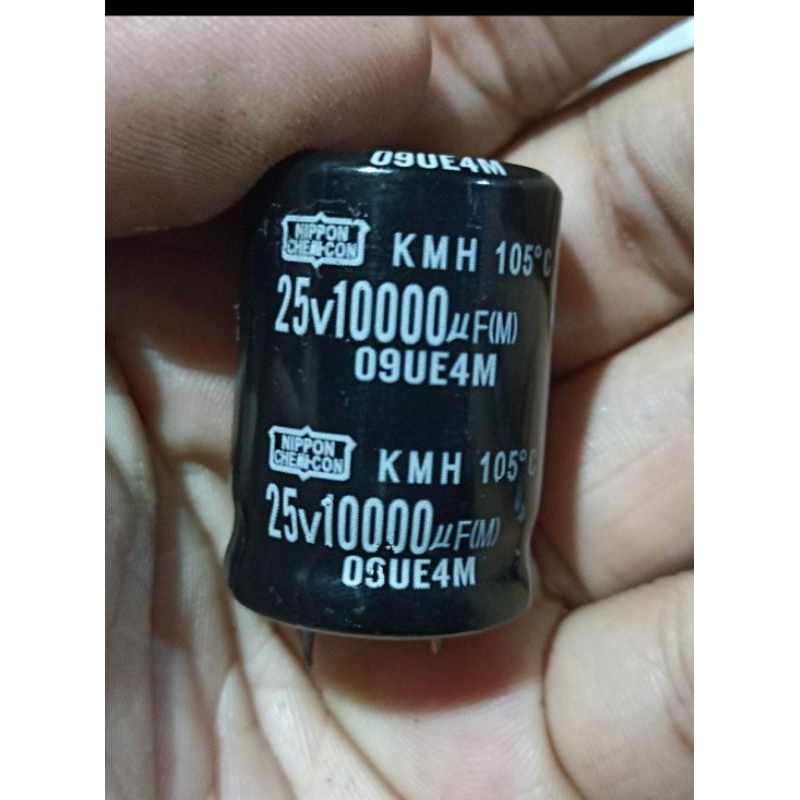 09UE4M
NIPPON
CHEMI-CON
KMH 105°C
25V10000μF(M)
09UE4M
NIPPON
CHEMI-CON
KMH 105°C
25V10000μF(M)
09UE4M